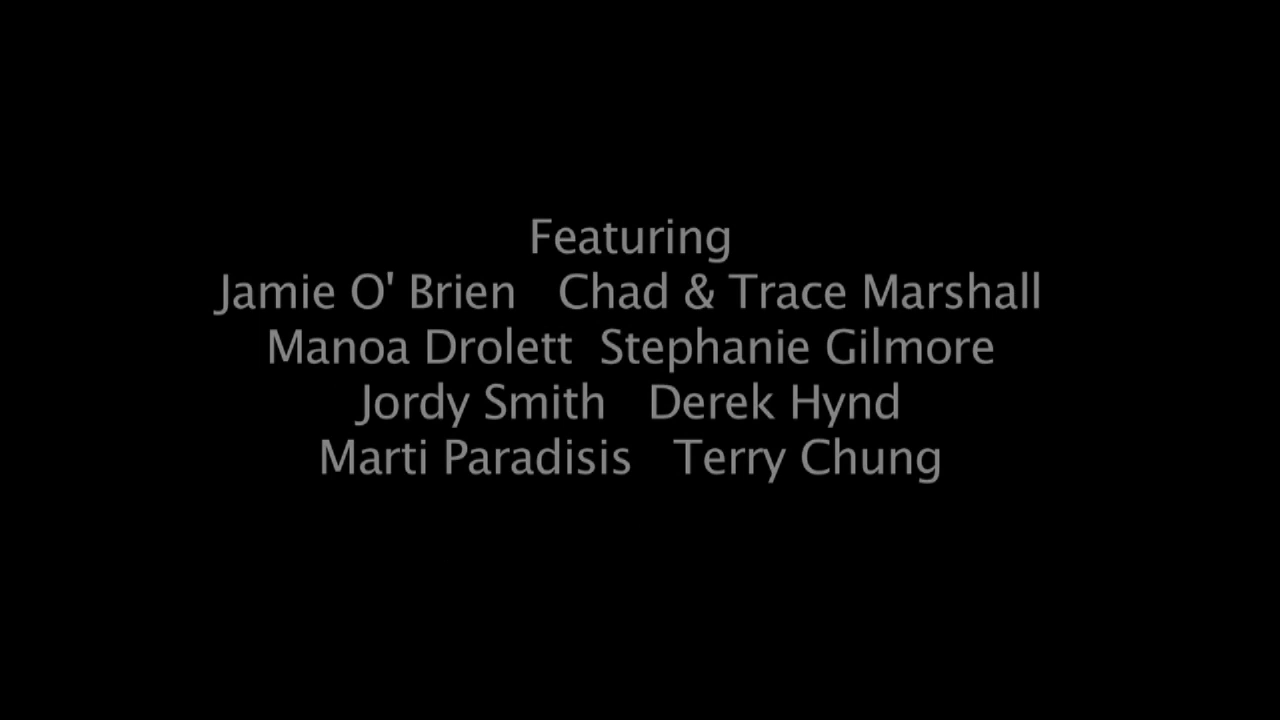 Featuring
Jamie O' Brien Chad & Trace Marshall
Manoa Drolett Stephanie Gilmore
Jordy Smith Derek Hynd
Marti Paradisis Terry Chung